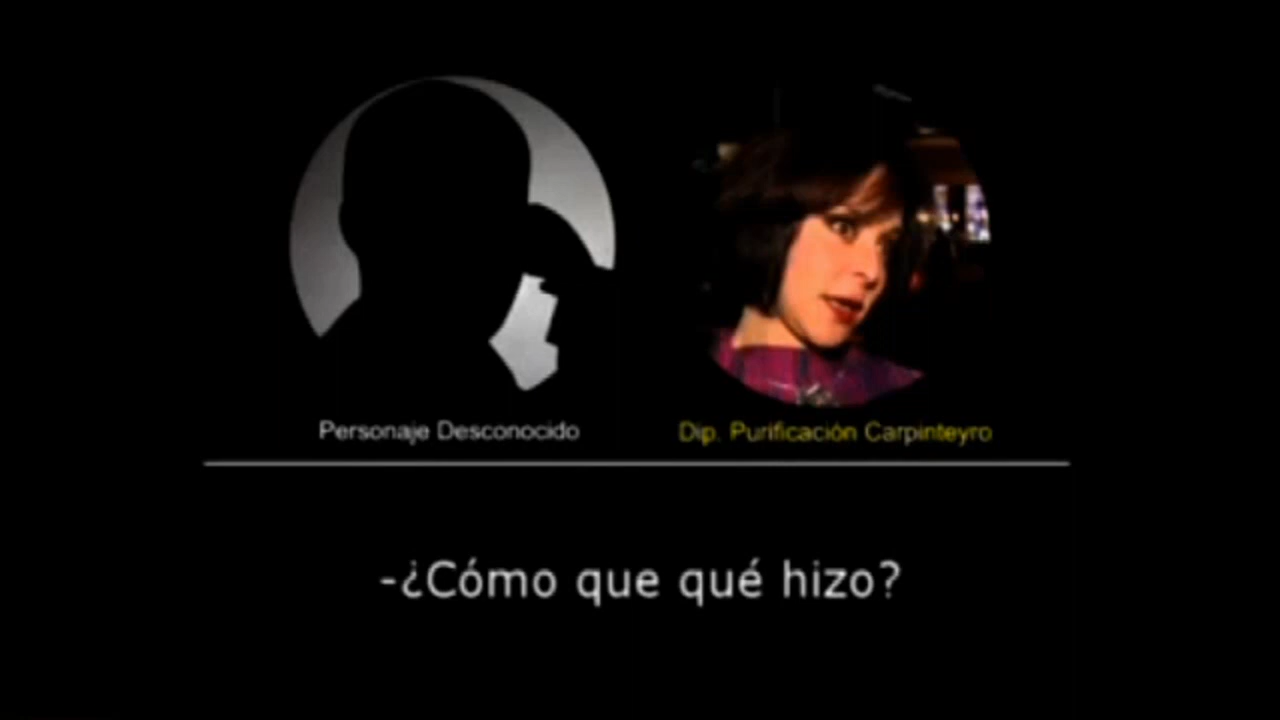 Personaje Desconocido
Dip. Purificación Carpinteyro
-¿Cómo que qué hizo?